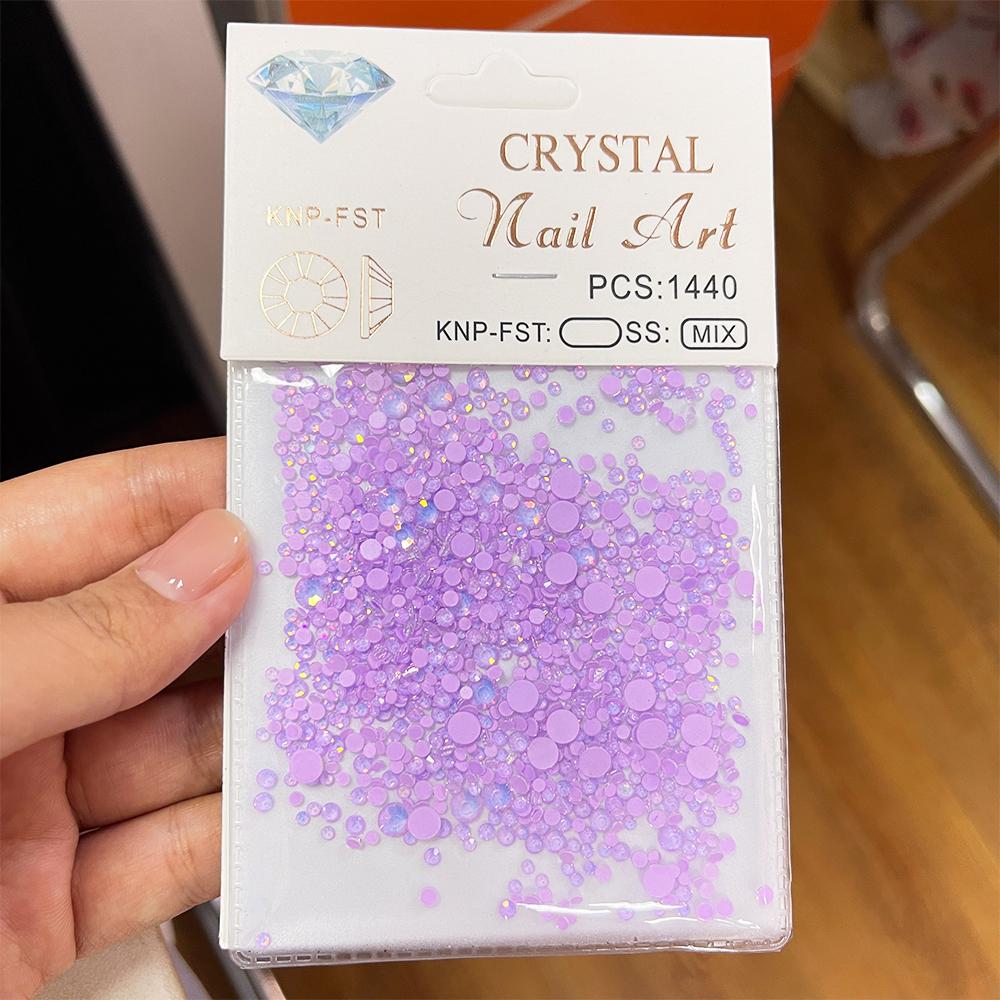 CRYSTAL
Nail Art
KNP-FST
PCS:1440
KNP-FST: SS: MIX